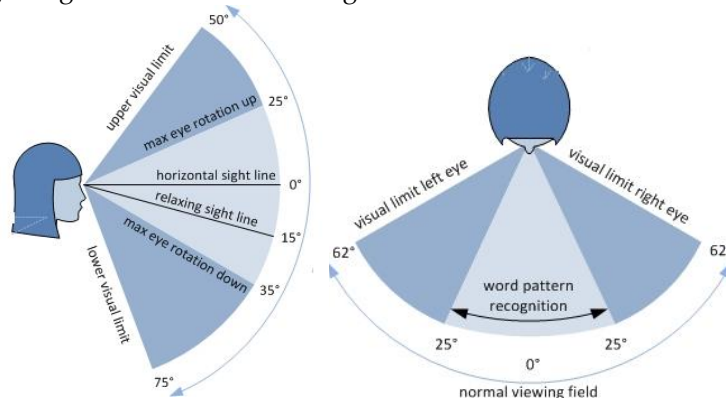 50°
upper visual limit
25°
max eye rotation up
horizontal sight line
0°
relaxing sight line
15°
max eye rotation down
35°
lower visual limit
75°
visual limit left eye
visual limit right eye
62°
62°
word pattern
recognition
25°
25°
0°
normal viewing field